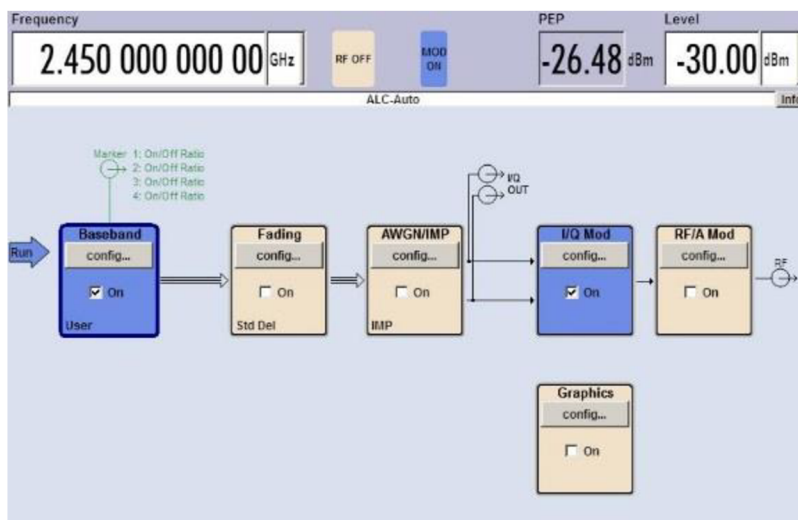 Frequency
PEP
Level
2.450 000 000 00 GHz
RF OFF
MOD
ON
-26.48 dBm
-30.00 dBm
ALC-Auto
Info
Marker 1: On/Off Ratio
2: On/Off Ratio
3: On/Off Ratio
4: On/Off Ratio
I/Q
OUT
Run
Baseband
config...
On
User
Fading
config...
On
Std Del
AWGN/IMP
config...
On
IMP
I/Q Mod
config...
On
RF/A Mod
config...
On
RF
Graphics
config...
On